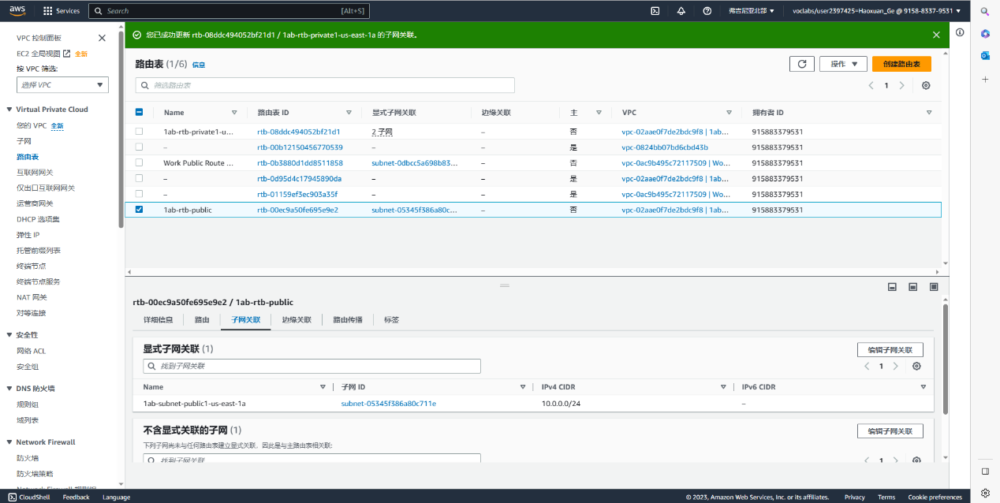 aws Services Search [Alt+S] 弗吉尼亚北部 voclabs/user2397425=Haoxuan_Ge @ 9158-8337-9531
VPC 控制面板
EC2 全局视图 全新
按 VPC 筛选:
选择 VPC
Virtual Private Cloud
您的 VPC 全新
子网
路由表
互联网网关
仅出口互联网网关
运营商网关
DHCP 选项集
弹性 IP
托管前缀列表
终端节点
终端节点服务
NAT 网关
对等连接
安全性
网络 ACL
安全组
DNS 防火墙
规则组
域列表
Network Firewall
防火墙
防火墙策略
您已成功更新 rtb-08ddc494052bf21d1 / 1ab-rtb-private1-us-east-1a 的子网关联。
路由表 (1/6) 信息 操作 创建路由表
筛选路由表 1
Name 路由表 ID 显式子网关联 边缘关联 主 VPC 拥有者 ID
1ab-rtb-private1-u... rtb-08ddc494052bf21d1 2 子网 – 否 vpc-02aae0f7de2bdc9f8 | 1ab... 915883379531
– rtb-00b12150456770539 – – 是 vpc-0824bb07bd6cbd43b 915883379531
Work Public Route ... rtb-0b3880d1dd8511858 subnet-0dbcc5a698b83... – 否 vpc-0ac9b495c72117509 | Wo... 915883379531
– rtb-0d95d4c17945890da – – 是 vpc-02aae0f7de2bdc9f8 | 1ab... 915883379531
– rtb-01159ef3ec903a35f – – 是 vpc-0ac9b495c72117509 | Wo... 915883379531
1ab-rtb-public rtb-00ec9a50fe695e9e2 subnet-05345f386a80c... – 否 vpc-02aae0f7de2bdc9f8 | 1ab... 915883379531
rtb-00ec9a50fe695e9e2 / 1ab-rtb-public
详细信息 路由 子网关联 边缘关联 路由传播 标签
显式子网关联 (1) 编辑子网关联
找到子网关联 1
Name 子网 ID IPv4 CIDR IPv6 CIDR
1ab-subnet-public1-us-east-1a subnet-05345f386a80c711e 10.0.0.0/24 –
不含显式关联的子网 (1) 编辑子网关联
下列子网尚未与任何路由表建立显式关联，因此是与主路由表相关联:
找到子网关联 1
CloudShell Feedback Language © 2023, Amazon Web Services, Inc. or its affiliates. Privacy Terms Cookie preferences